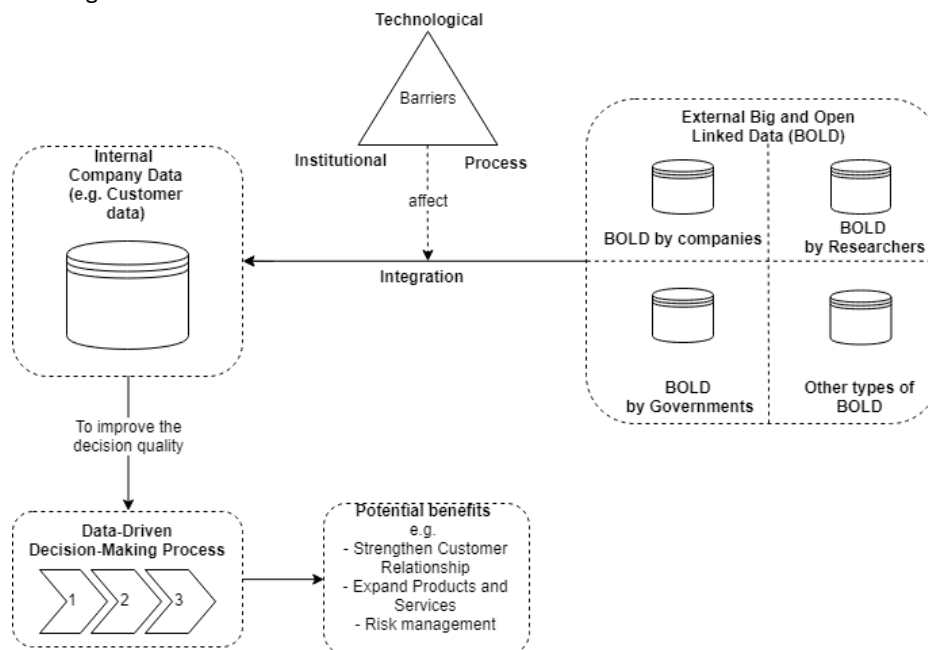 Technological
Barriers
Institutional
Process
affect
Integration
External Big and Open
Linked Data (BOLD)
BOLD by companies
BOLD
by Researchers
BOLD
by Governments
Other types of
BOLD
Internal
Company Data
(e.g. Customer
data)
To improve the
decision quality
Data-Driven
Decision-Making Process
1
2
3
Potential benefits
e.g.
- Strengthen Customer
Relationship
- Expand Products and
Services
- Risk management